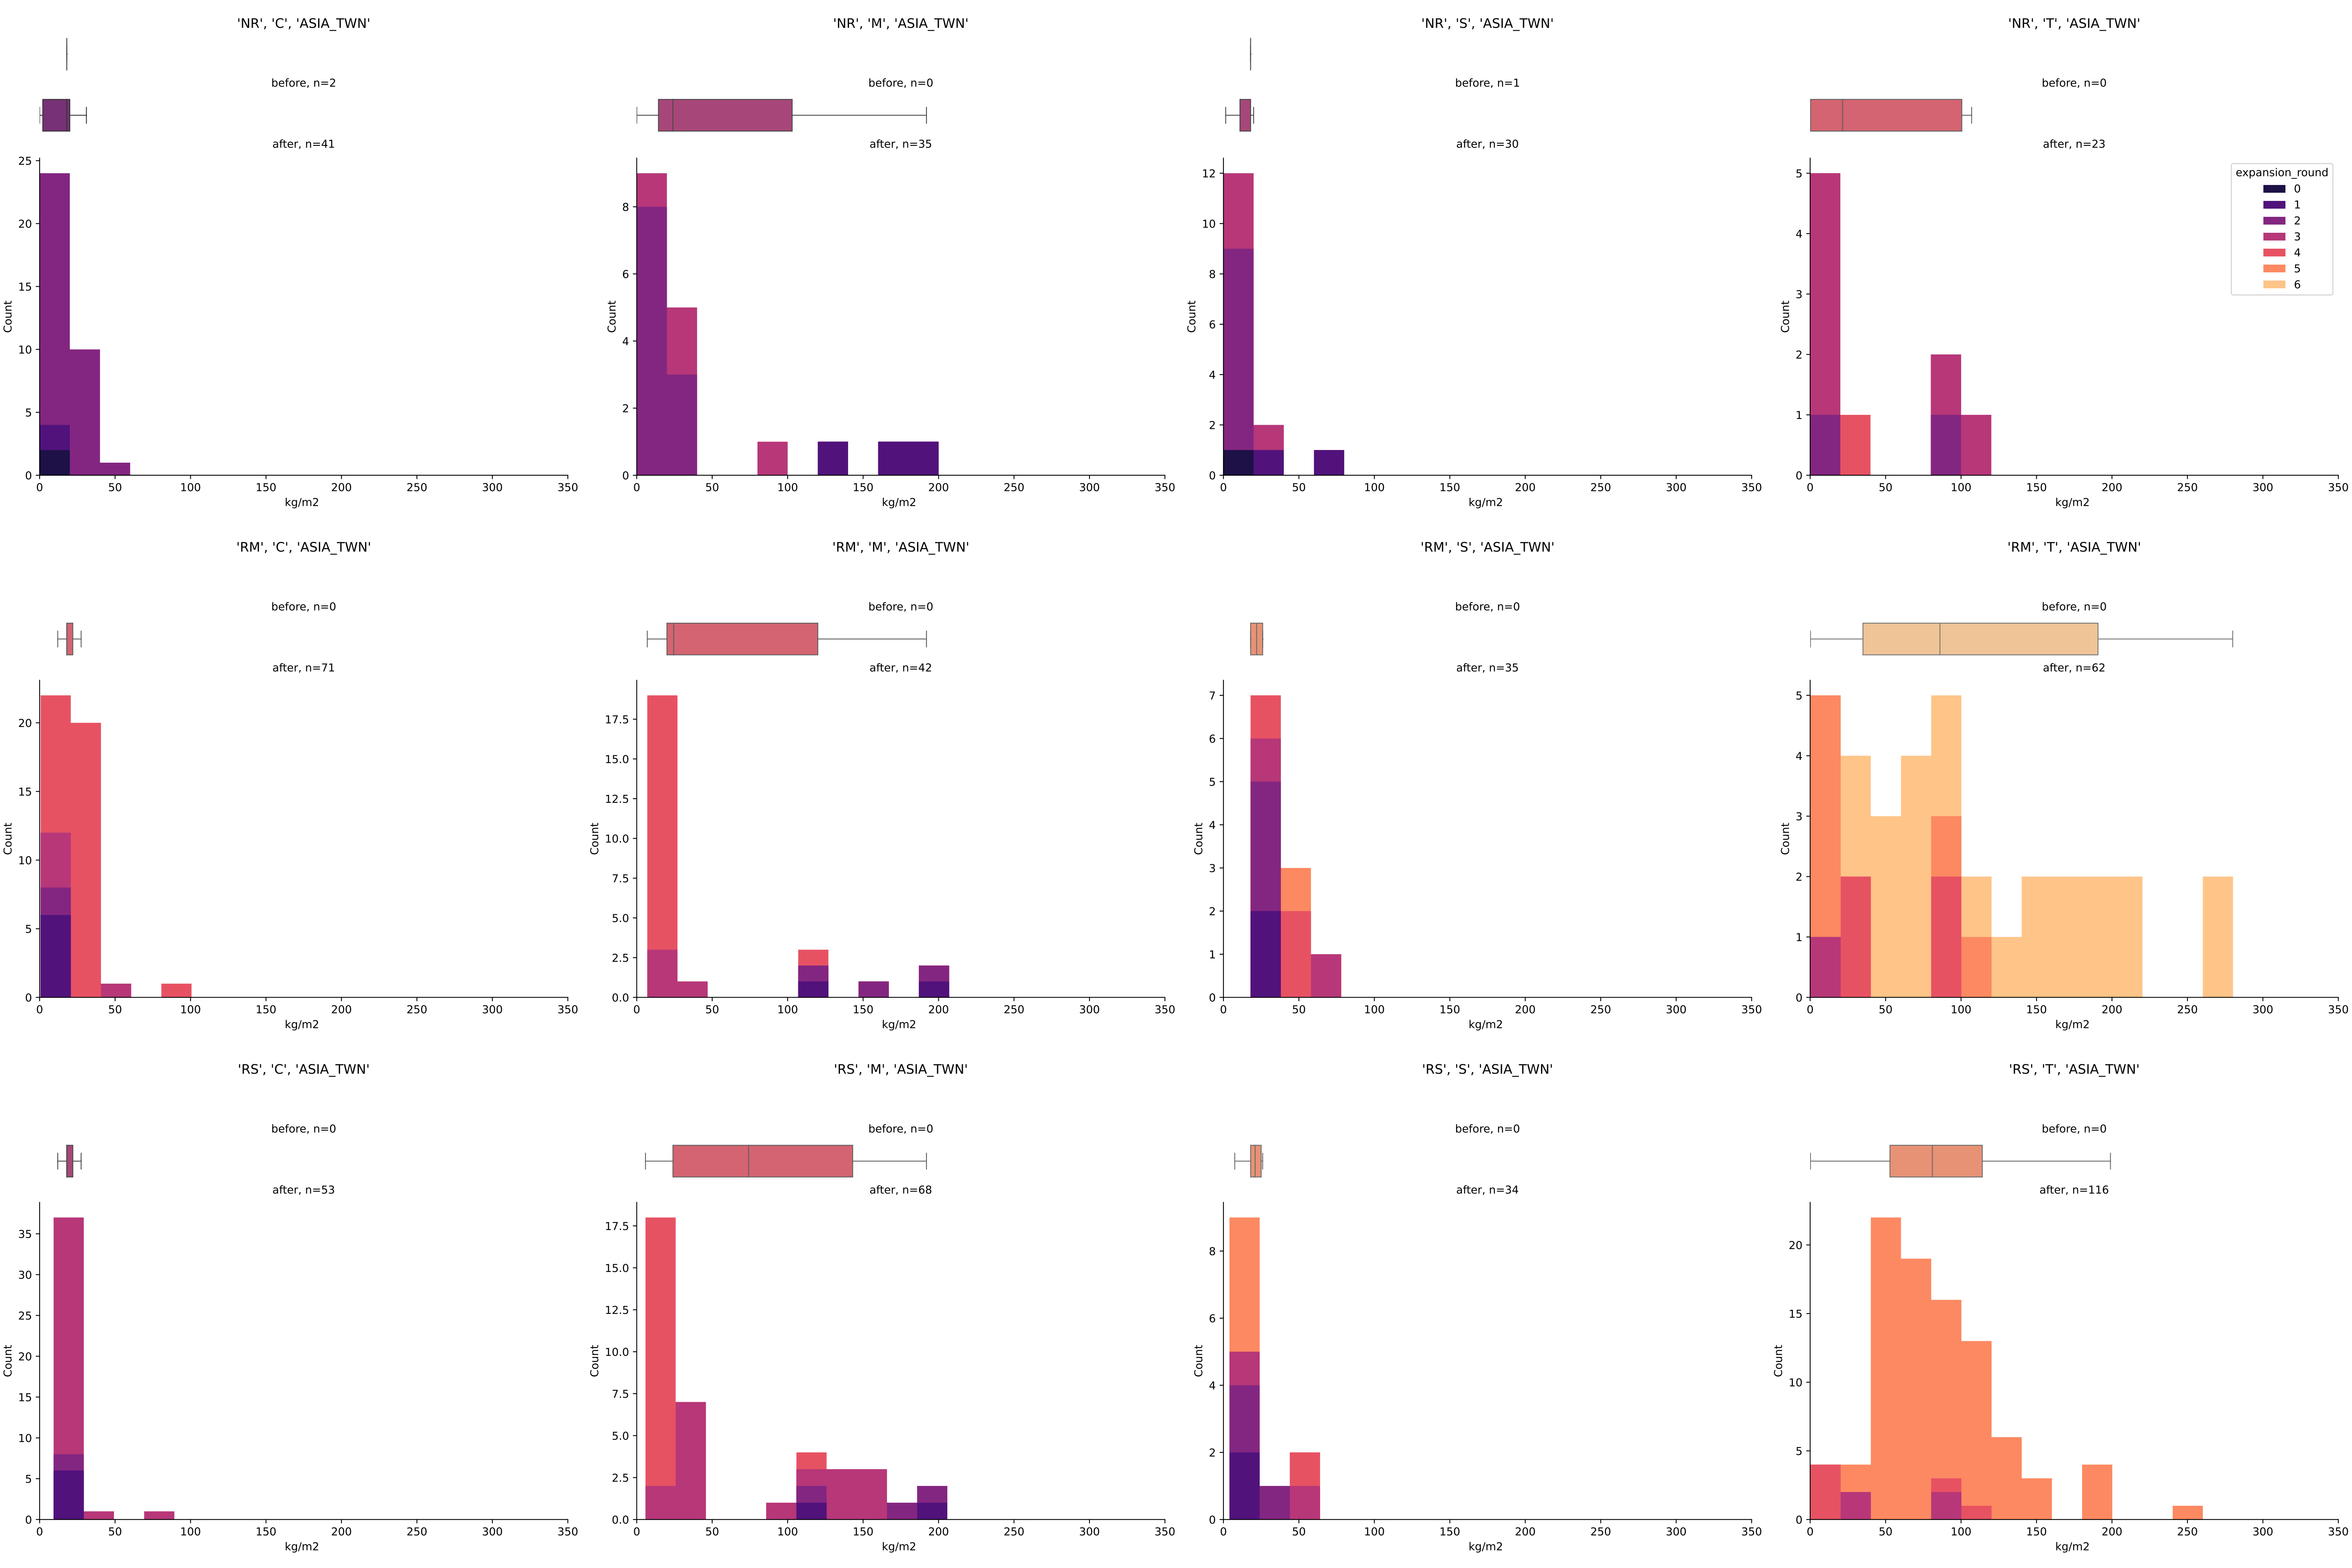 'NR', 'C', 'ASIA_TWN'
before, n=2
after, n=41
25
20
15
10
5
0
Count
0 50 100 150 200 250 300 350
kg/m2
'NR', 'M', 'ASIA_TWN'
before, n=0
after, n=35
8
6
4
2
0
Count
0 50 100 150 200 250 300 350
kg/m2
'NR', 'S', 'ASIA_TWN'
before, n=1
after, n=30
12
10
8
6
4
2
0
Count
0 50 100 150 200 250 300 350
kg/m2
'NR', 'T', 'ASIA_TWN'
before, n=0
after, n=23
5
4
3
2
1
0
Count
0 50 100 150 200 250 300 350
kg/m2
expansion_round
0
1
2
3
4
5
6
'RM', 'C', 'ASIA_TWN'
before, n=0
after, n=71
20
15
10
5
0
Count
0 50 100 150 200 250 300 350
kg/m2
'RM', 'M', 'ASIA_TWN'
before, n=0
after, n=42
17.5
15.0
12.5
10.0
7.5
5.0
2.5
0.0
Count
0 50 100 150 200 250 300 350
kg/m2
'RM', 'S', 'ASIA_TWN'
before, n=0
after, n=35
7
6
5
4
3
2
1
0
Count
0 50 100 150 200 250 300 350
kg/m2
'RM', 'T', 'ASIA_TWN'
before, n=0
after, n=62
5
4
3
2
1
0
Count
0 50 100 150 200 250 300 350
kg/m2
'RS', 'C', 'ASIA_TWN'
before, n=0
after, n=53
35
30
25
20
15
10
5
0
Count
0 50 100 150 200 250 300 350
kg/m2
'RS', 'M', 'ASIA_TWN'
before, n=0
after, n=68
17.5
15.0
12.5
10.0
7.5
5.0
2.5
0.0
Count
0 50 100 150 200 250 300 350
kg/m2
'RS', 'S', 'ASIA_TWN'
before, n=0
after, n=34
8
6
4
2
0
Count
0 50 100 150 200 250 300 350
kg/m2
'RS', 'T', 'ASIA_TWN'
before, n=0
after, n=116
20
15
10
5
0
Count
0 50 100 150 200 250 300 350
kg/m2